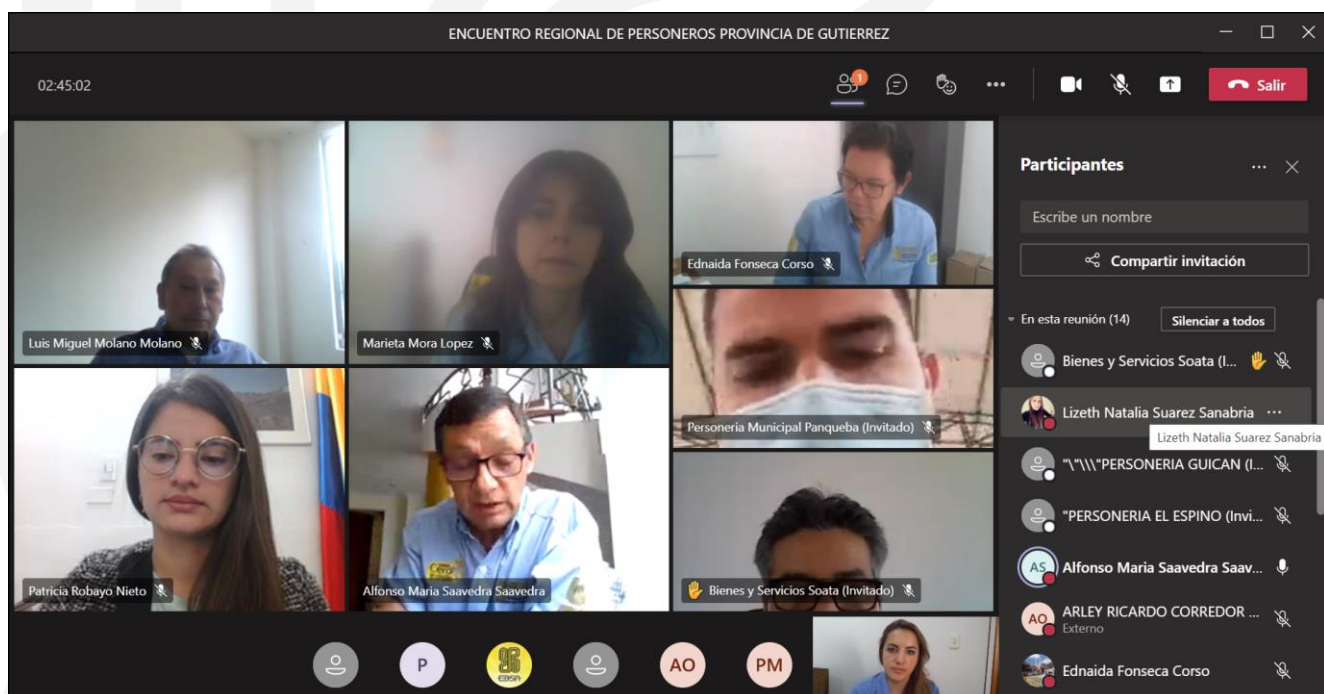 ENCUENTRO REGIONAL DE PERSONEROS PROVINCIA DE GUTIERREZ
02:45:02
1
Salir
Luis Miguel Molano Molano
Marieta Mora Lopez
Ednaida Fonseca Corso
Personeria Municipal Panqueba (Invitado)
Patricia Robayo Nieto
Alfonso Maria Saavedra Saavedra
Bienes y Servicios Soata (Invitado)
P
EBSA
AO
PM
Participantes
Escribe un nombre
Compartir invitación
En esta reunión (14)
Silenciar a todos
Bienes y Servicios Soata (I...
Lizeth Natalia Suarez Sanabria
Lizeth Natalia Suarez Sanabria
"\"\\\"PERSONERIA GUICAN (I...
"PERSONERIA EL ESPINO (Invi...
AS
Alfonso Maria Saavedra Saav...
AO
ARLEY RICARDO CORREDOR ...
Externo
Ednaida Fonseca Corso